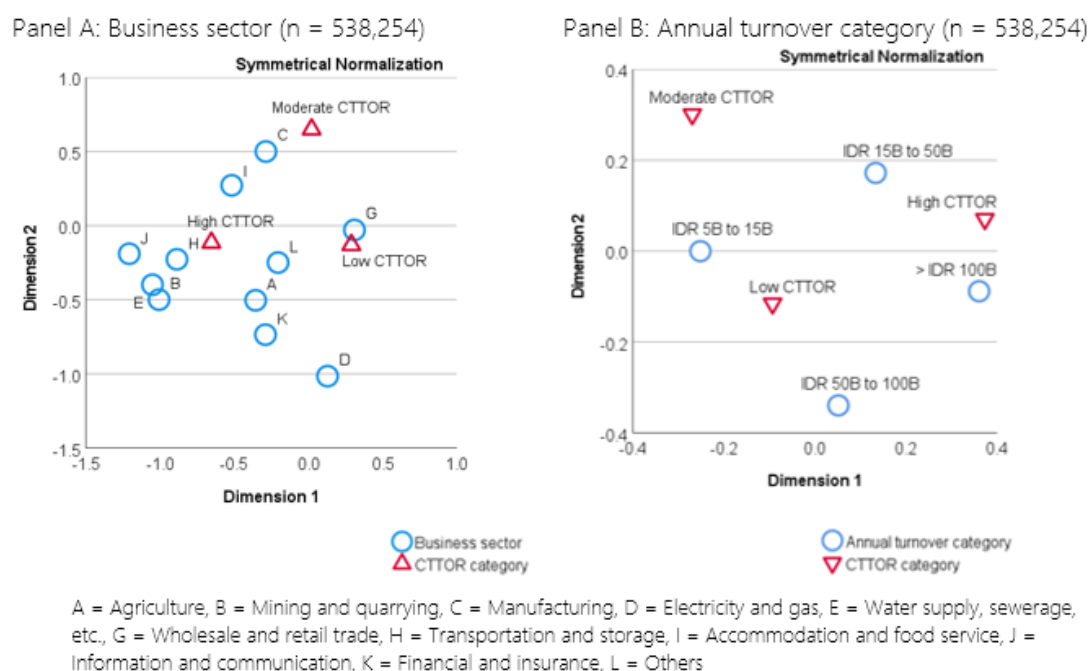 Panel A: Business sector (n = 538,254)
Symmetrical Normalization
1.0
0.5
0.0
-0.5
-1.0
-1.5
Dimension 2
Moderate CTTOR
C
I
High CTTOR
G
J
H
L
Low CTTOR
B
E
A
K
D
-1.5 -1.0 -0.5 0.0 0.5 1.0
Dimension 1
Business sector
CTTOR category
Panel B: Annual turnover category (n = 538,254)
Symmetrical Normalization
0.4
0.2
0.0
-0.2
-0.4
Dimension 2
Moderate CTTOR
IDR 15B to 50B
High CTTOR
IDR 5B to 15B
> IDR 100B
Low CTTOR
IDR 50B to 100B
-0.4 -0.2 0.0 0.2 0.4
Dimension 1
Annual turnover category
CTTOR category
A = Agriculture, B = Mining and quarrying, C = Manufacturing, D = Electricity and gas, E = Water supply, sewerage,
etc., G = Wholesale and retail trade, H = Transportation and storage, I = Accommodation and food service, J =
Information and communication, K = Financial and insurance, L = Others